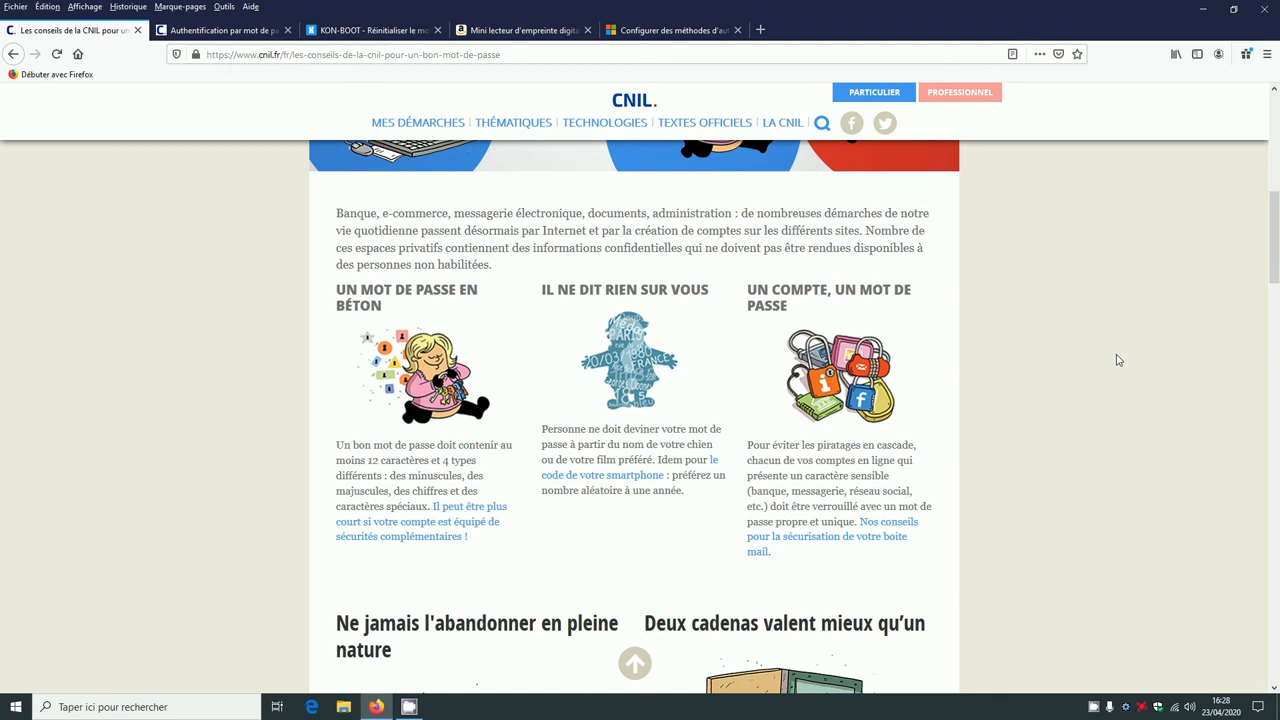 Fichier Édition Affichage Historique Marque-pages Outils Aide
Les conseils de la CNIL pour un
Authentification par mot de pa
KON-BOOT - Réinitialiser le mo
Mini lecteur d'empreinte digita
Configurer des méthodes d'aut
https://www.cnil.fr/fr/les-conseils-de-la-cnil-pour-un-bon-mot-de-passe
Débuter avec Firefox
CNIL.
PARTICULIER
PROFESSIONNEL
MES DÉMARCHES THÉMATIQUES TECHNOLOGIES TEXTES OFFICIELS LA CNIL
Banque, e-commerce, messagerie électronique, documents, administration : de nombreuses démarches de notre
vie quotidienne passent désormais par Internet et par la création de comptes sur les différents sites. Nombre de
ces espaces privatifs contiennent des informations confidentielles qui ne doivent pas être rendues disponibles à
des personnes non habilitées.
UN MOT DE PASSE EN
BÉTON
Un bon mot de passe doit contenir au
moins 12 caractères et 4 types
différents : des minuscules, des
majuscules, des chiffres et des
caractères spéciaux. Il peut être plus
court si votre compte est équipé de
sécurités complémentaires !
IL NE DIT RIEN SUR VOUS
PARIS
20/03/1980
FRANCE
Personne ne doit deviner votre mot de
passe à partir du nom de votre chien
ou de votre film préféré. Idem pour le
code de votre smartphone : préférez un
nombre aléatoire à une année.
UN COMPTE, UN MOT DE
PASSE
Pour éviter les piratages en cascade,
chacun de vos comptes en ligne qui
présente un caractère sensible
(banque, messagerie, réseau social,
etc.) doit être verrouillé avec un mot de
passe propre et unique. Nos conseils
pour la sécurisation de votre boite
mail.
Ne jamais l'abandonner en pleine
nature
Deux cadenas valent mieux qu'un
Taper ici pour rechercher
16:28
23/04/2020